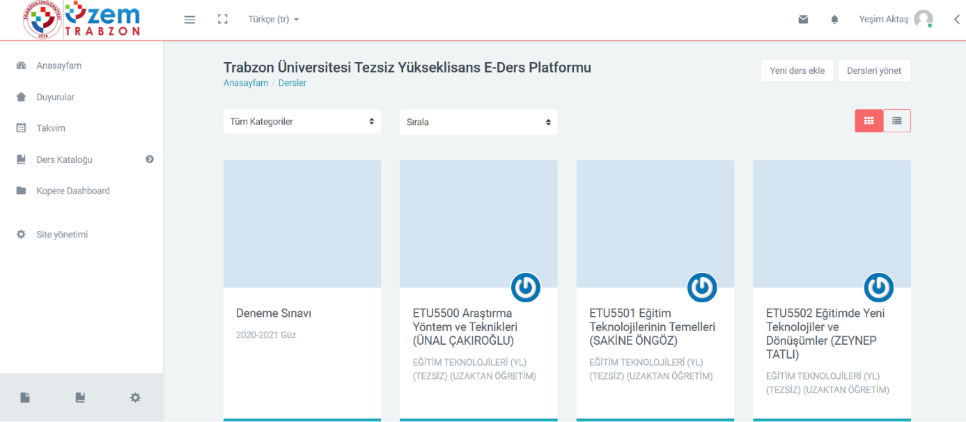 Üzem
TRABZON
Türkçe (tr)
Yeşim Aktaş
Anasayfam
Duyurular
Takvim
Ders Kataloğu
Kopere Dashboard
Site yönetimi
Trabzon Üniversitesi Tezsiz Yükseklisans E-Ders Platformu
Anasayfam / Dersler
Yeni ders ekle
Dersleri yönet
Tüm Kategoriler
Sırala
Deneme Sınavı
2020-2021 Güz
ETU5500 Araştırma
Yöntem ve Teknikleri
(ÜNAL ÇAKIROĞLU)
EĞİTİM TEKNOLOJİLERİ (YL)
(TEZSİZ) (UZAKTAN ÖĞRETİM)
ETU5501 Eğitim
Teknolojilerinin Temelleri
(SAKİNE ÖNGÖZ)
EĞİTİM TEKNOLOJİLERİ (YL)
(TEZSİZ) (UZAKTAN ÖĞRETİM)
ETU5502 Eğitimde Yeni
Teknolojiler ve
Dönüşümler (ZEYNEP
TATLI)
EĞİTİM TEKNOLOJİLERİ (YL)
(TEZSİZ) (UZAKTAN ÖĞRETİM)